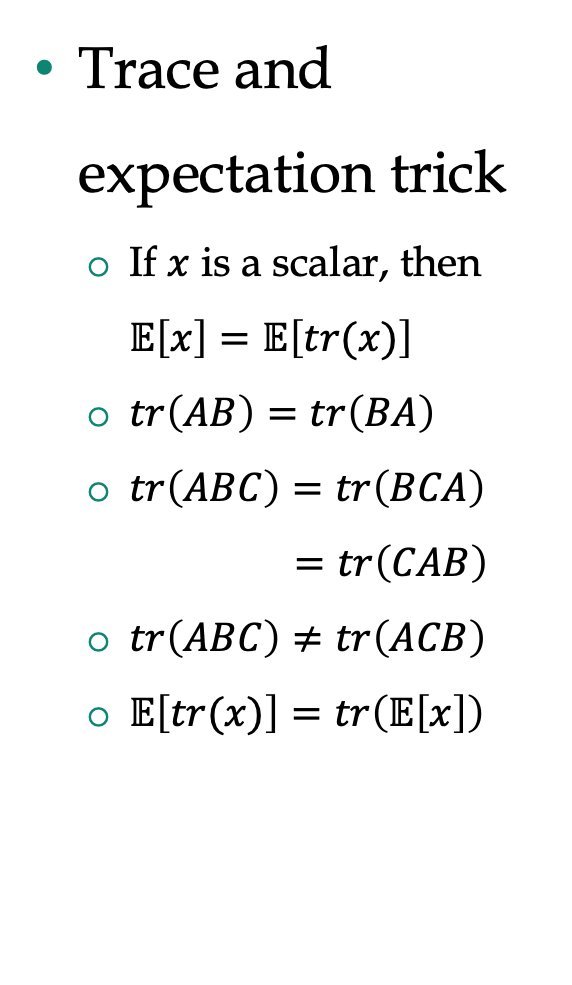 • Trace and
expectation trick
○ If 𝑥 is a scalar, then
𝔼[𝑥] = 𝔼[𝑡𝑟(𝑥)]
○ 𝑡𝑟(𝐴𝐵) = 𝑡𝑟(𝐵𝐴)
○ 𝑡𝑟(𝐴𝐵𝐶) = 𝑡𝑟(𝐵𝐶𝐴)
= 𝑡𝑟(𝐶𝐴𝐵)
○ 𝑡𝑟(𝐴𝐵𝐶) ≠ 𝑡𝑟(𝐴𝐶𝐵)
○ 𝔼[𝑡𝑟(𝑥)] = 𝑡𝑟(𝔼[𝑥])